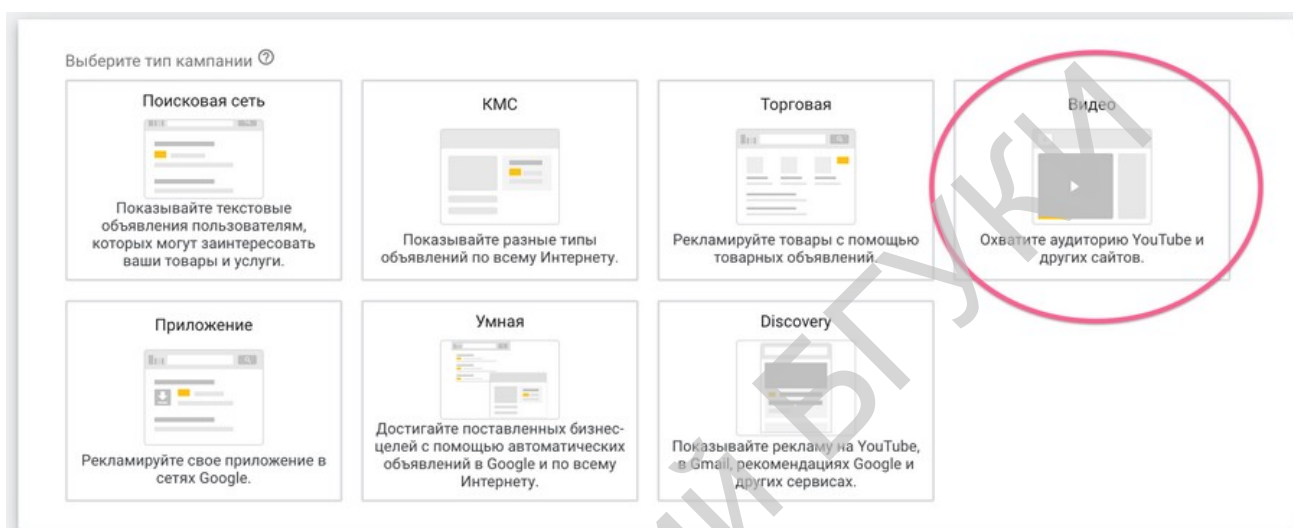 Выберите тип кампании ?
Поисковая сеть
Показывайте текстовые
объявления пользователям,
которых могут заинтересовать
ваши товары и услуги.
КМС
Показывайте разные типы
объявлений по всему Интернету.
Торговая
Рекламируйте товары с помощью
товарных объявлений.
Видео
Охватите аудиторию YouTube и
других сайтов.
Приложение
Рекламируйте свое приложение в
сетях Google.
Умная
Достигайте поставленных бизнес-
целей с помощью автоматических
объявлений в Google и по всему
Интернету.
Discovery
Показывайте рекламу на YouTube,
в Gmail, рекомендациях Google и
других сервисах.
БГУКИ